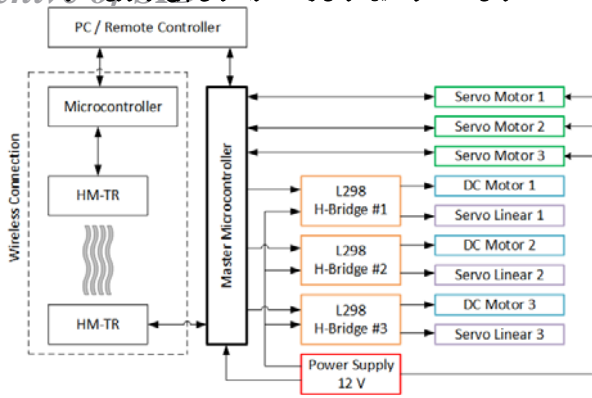 PC / Remote Controller
Wireless Connection
Microcontroller
HM-TR
HM-TR
Master Microcontroller
Servo Motor 1
Servo Motor 2
Servo Motor 3
L298
H-Bridge #1
DC Motor 1
Servo Linear 1
L298
H-Bridge #2
DC Motor 2
Servo Linear 2
L298
H-Bridge #3
DC Motor 3
Servo Linear 3
Power Supply
12 V